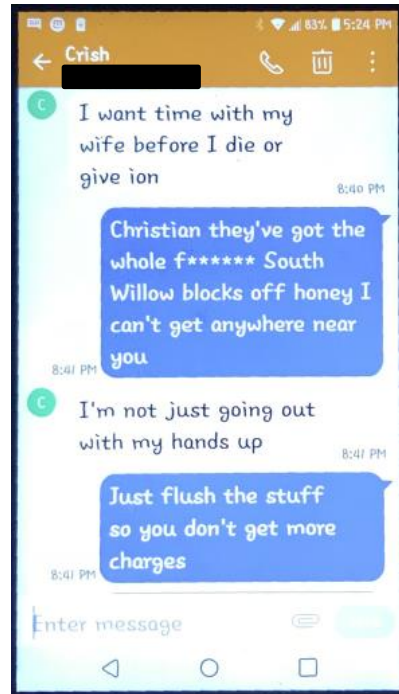 83% 5:24 PM
Crish
C
I want time with my
wife before I die or
give ion
8:40 PM
Christian they've got the
whole f****** South
Willow blocks off honey I
can't get anywhere near
you
8:41 PM
C
I'm not just going out
with my hands up
8:41 PM
Just flush the stuff
so you don't get more
charges
8:41 PM
Enter message